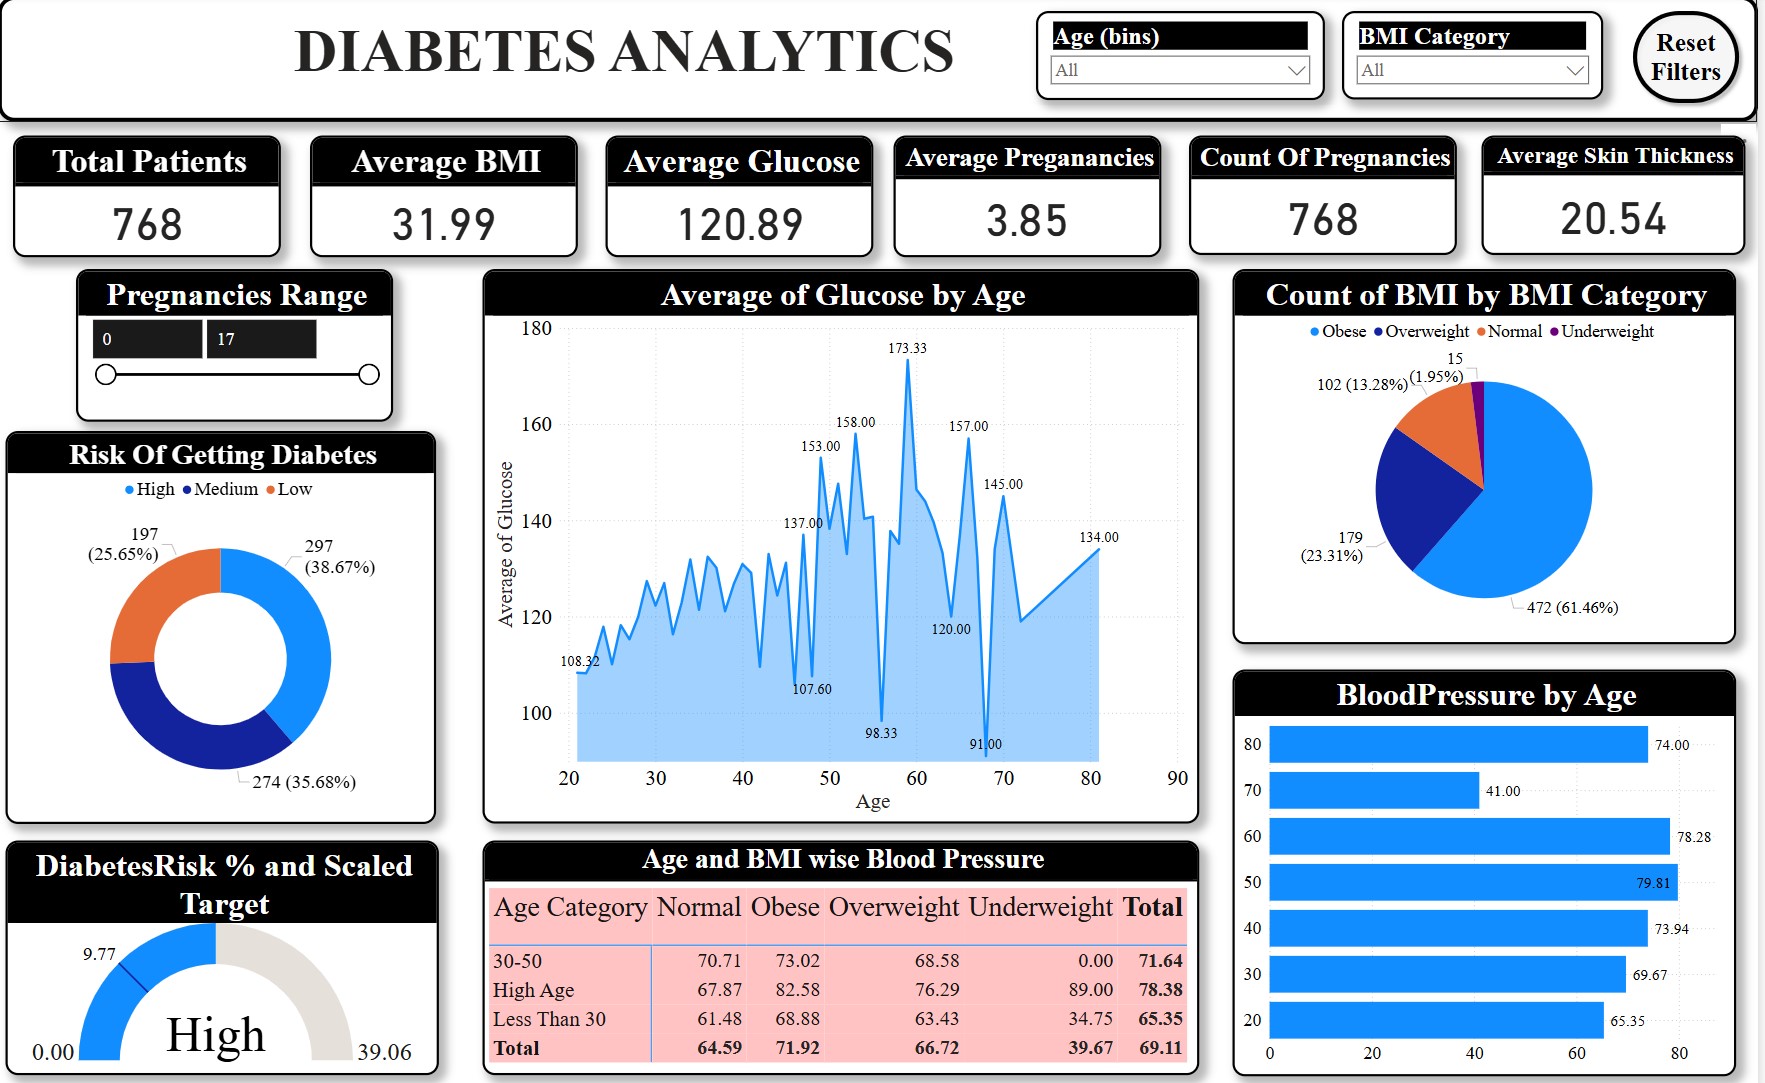 DIABETES ANALYTICS
Age (bins)
All
BMI Category
All
Reset
Filters
Total Patients
768
Average BMI
31.99
Average Glucose
120.89
Average Preganancies
3.85
Count Of Pregnancies
768
Average Skin Thickness
20.54
Pregnancies Range
0 17
Risk Of Getting Diabetes
High Medium Low
197
(25.65%)
297
(38.67%)
274 (35.68%)
DiabetesRisk % and Scaled
Target
9.77
High
0.00 39.06
Average of Glucose by Age
Average of Glucose
180
160
140
120
100
173.33
158.00
157.00
153.00
145.00
137.00
134.00
120.00
108.32
107.60
98.33
91.00
20 30 40 50 60 70 80 90
Age
Age and BMI wise Blood Pressure
Age Category Normal Obese Overweight Underweight Total
30-50 70.71 73.02 68.58 0.00 71.64
High Age 67.87 82.58 76.29 89.00 78.38
Less Than 30 61.48 68.88 63.43 34.75 65.35
Total 64.59 71.92 66.72 39.67 69.11
Count of BMI by BMI Category
Obese Overweight Normal Underweight
15
(1.95%)
102 (13.28%)
179
(23.31%)
472 (61.46%)
BloodPressure by Age
80 74.00
70 41.00
60 78.28
50 79.81
40 73.94
30 69.67
20 65.35
0 20 40 60 80